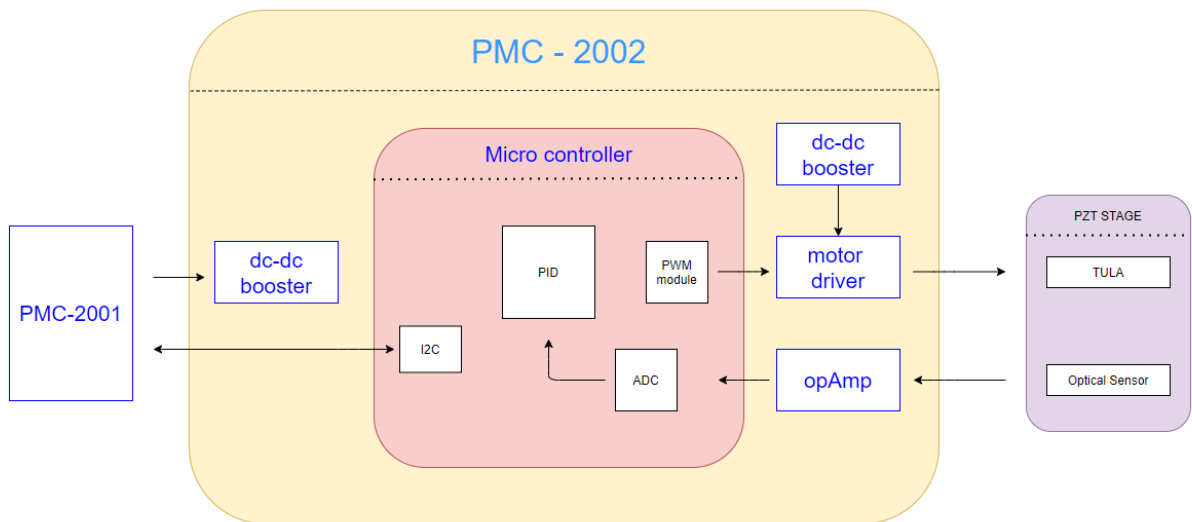 PMC - 2002
Micro controller
dc-dc
booster
PZT STAGE
PMC-2001
dc-dc
booster
PID
PWM
module
motor
driver
TULA
I2C
ADC
opAmp
Optical Sensor